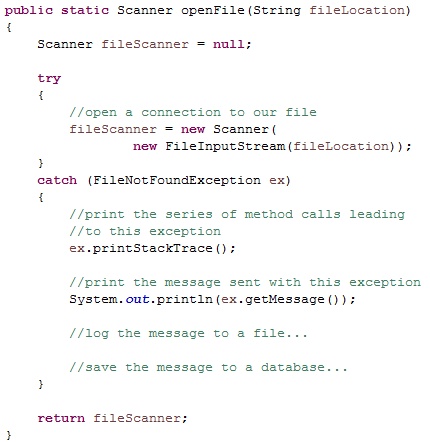 public static Scanner openFile(String fileLocation)
{
    Scanner fileScanner = null;

    try
    {
        //open a connection to our file
        fileScanner = new Scanner(
                new FileInputStream(fileLocation));
    }
    catch (FileNotFoundException ex)
    {
        //print the series of method calls leading
        //to this exception
        ex.printStackTrace();

        //print the message sent with this exception
        System.out.println(ex.getMessage());

        //log the message to a file...

        //save the message to a database...
    }

    return fileScanner;
}